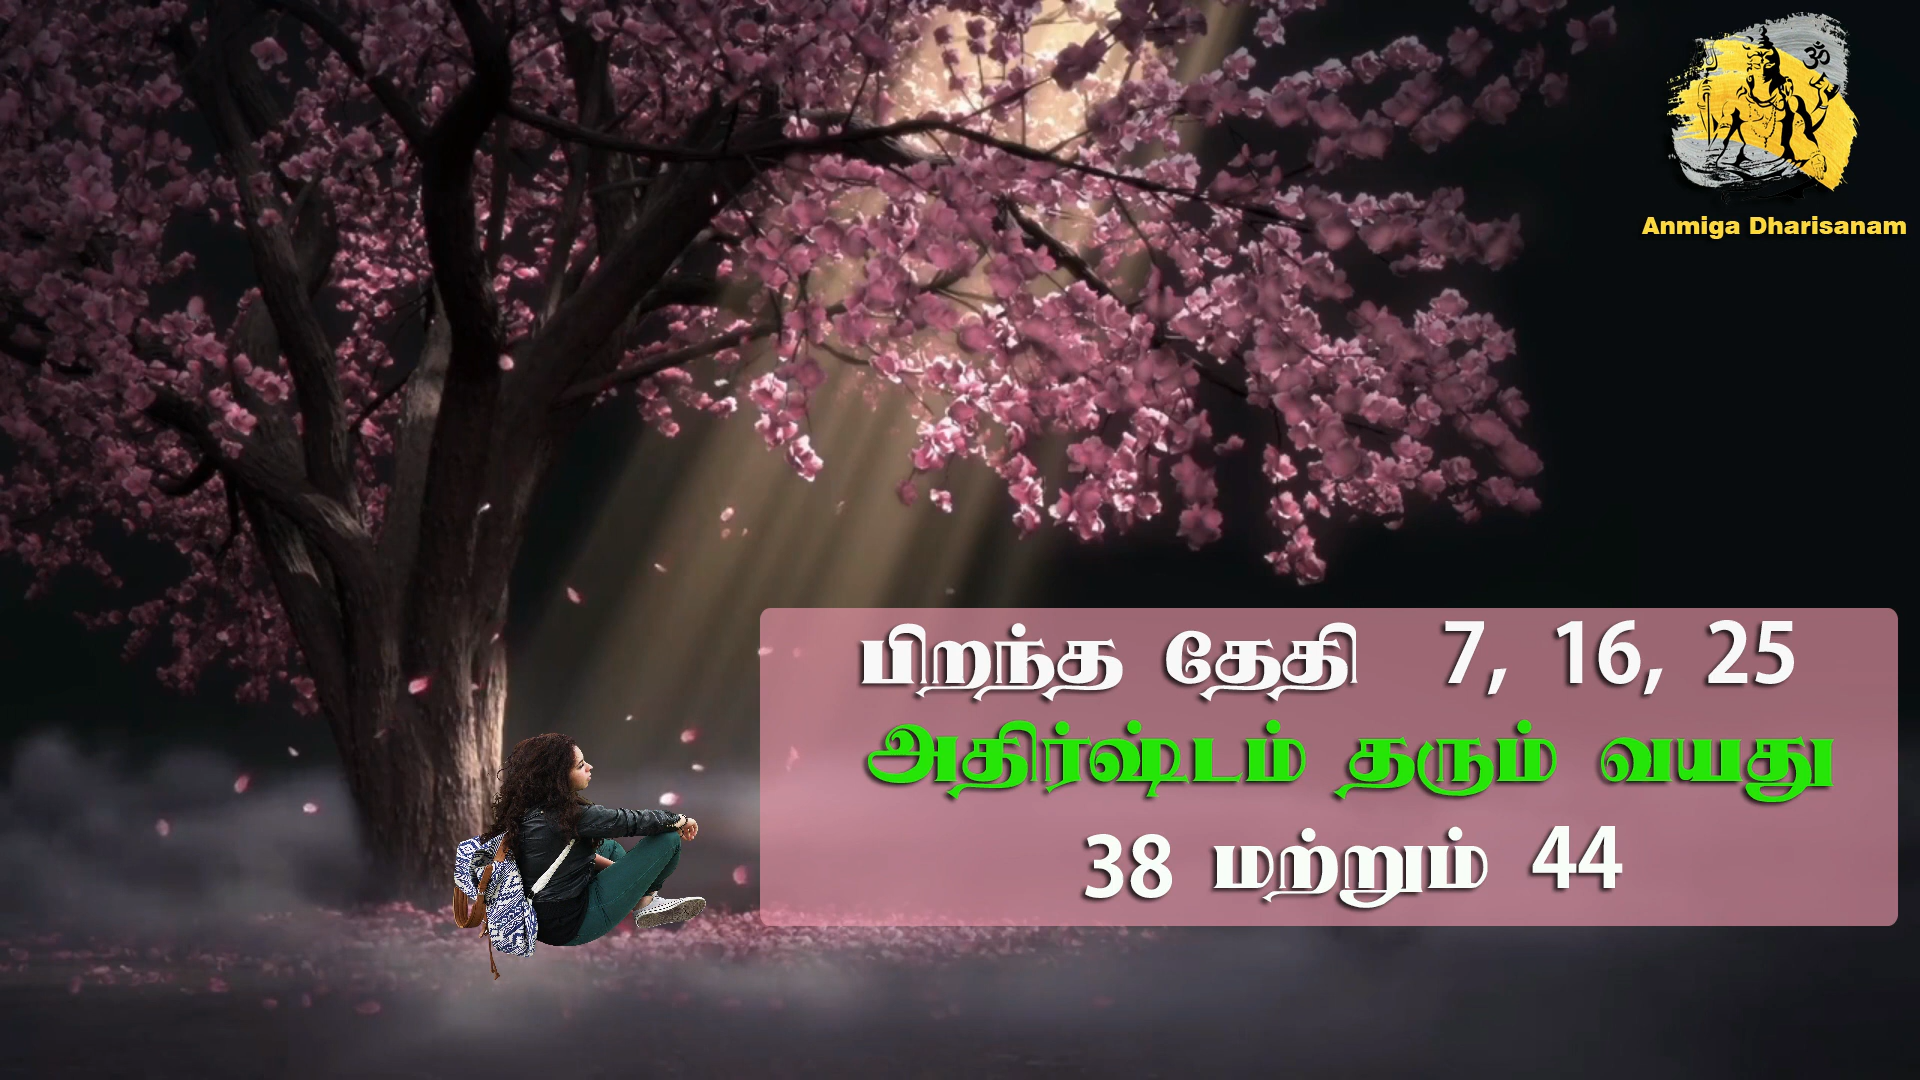 Anmiga Dharisanam
பிறந்த தேதி 7, 16, 25
அதிர்ஷ்டம் தரும் வயது
38 மற்றும் 44